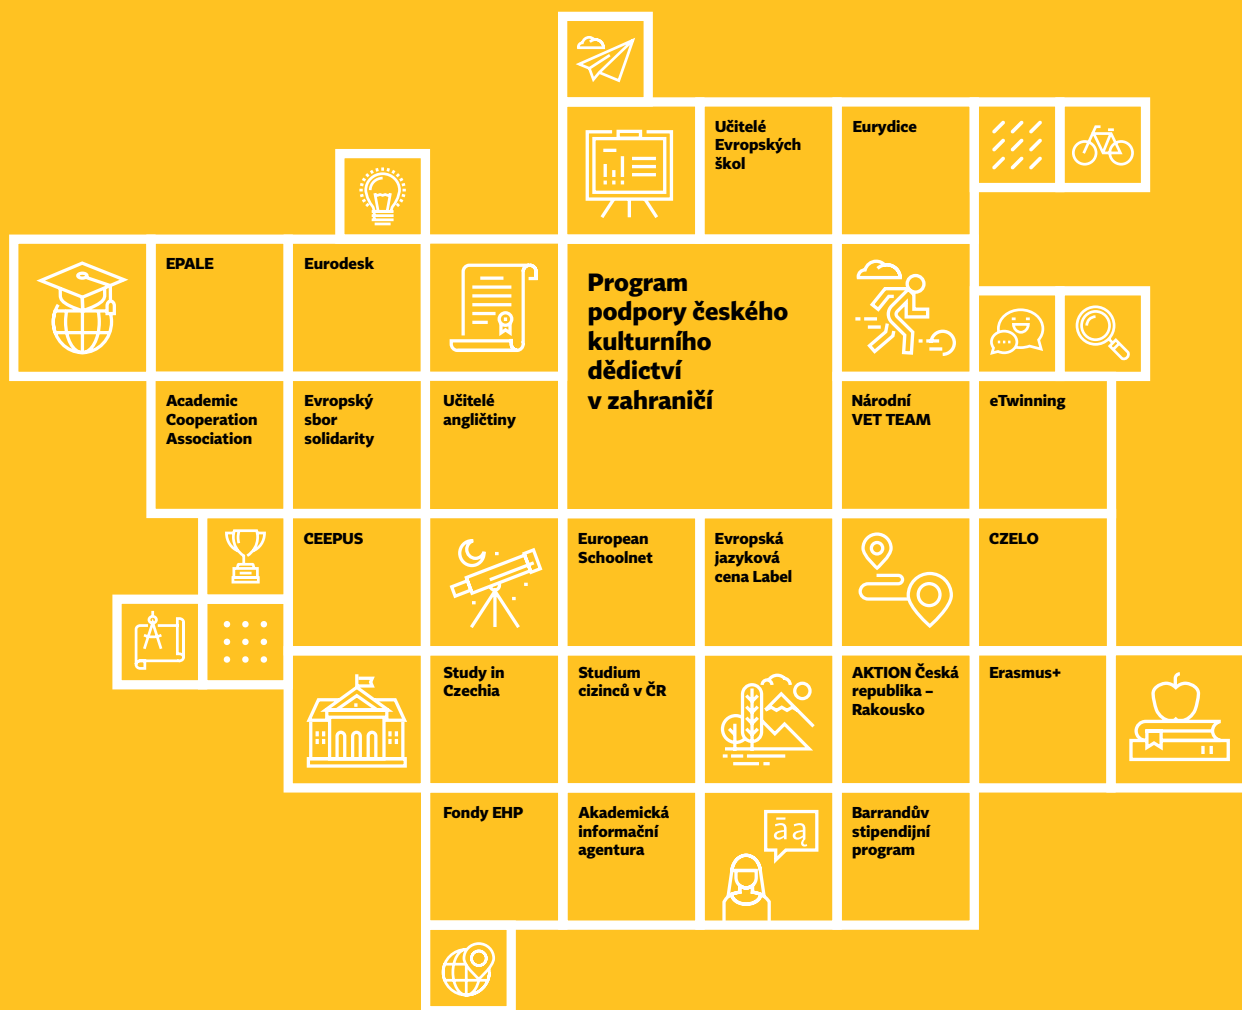 Učitelé
Evropských
škol
Eurydice
EPALE
Eurodesk
Program
podpory českého
kulturního
dědictví
v zahraničí
Academic
Cooperation
Association
Evropský
sbor
solidarity
Učitelé
angličtiny
Národní
VET TEAM
eTwinning
CEEPUS
European
Schoolnet
Evropská
jazyková
cena Label
CZELO
Study in
Czechia
Studium
cizinců v ČR
AKTION Česká
republika –
Rakousko
Erasmus+
Fondy EHP
Akademická
informační
agentura
āą
Barrandův
stipendijní
program